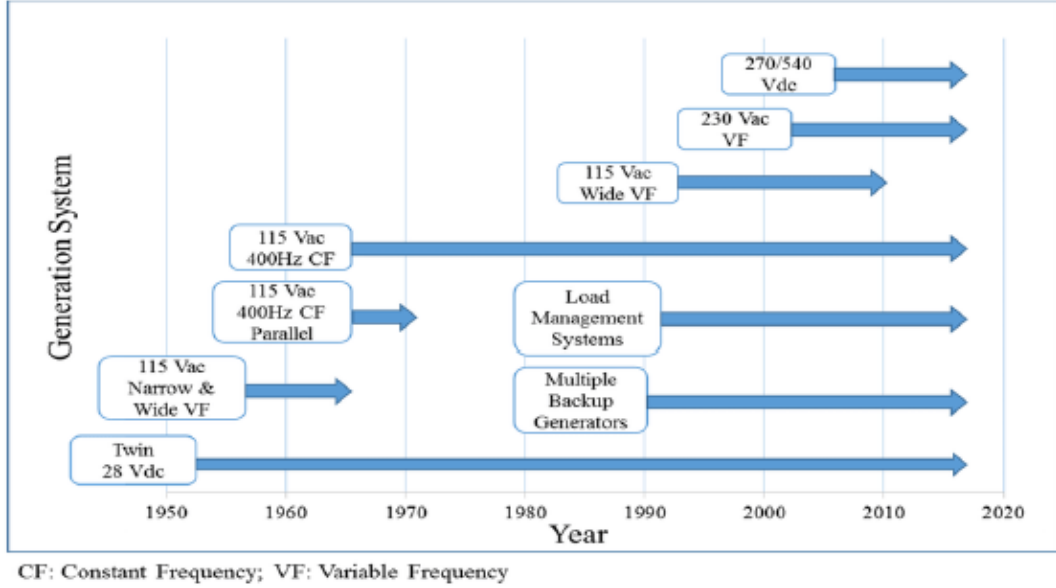 270/540
Vdc
230 Vac
VF
115 Vac
Wide VF
115 Vac
400Hz CF
115 Vac
400Hz CF
Parallel
Load
Management
Systems
115 Vac
Narrow &
Wide VF
Multiple
Backup
Generators
Twin
28 Vdc
Generation System
1950 1960 1970 1980 1990 2000 2010 2020
Year
CF: Constant Frequency; VF: Variable Frequency